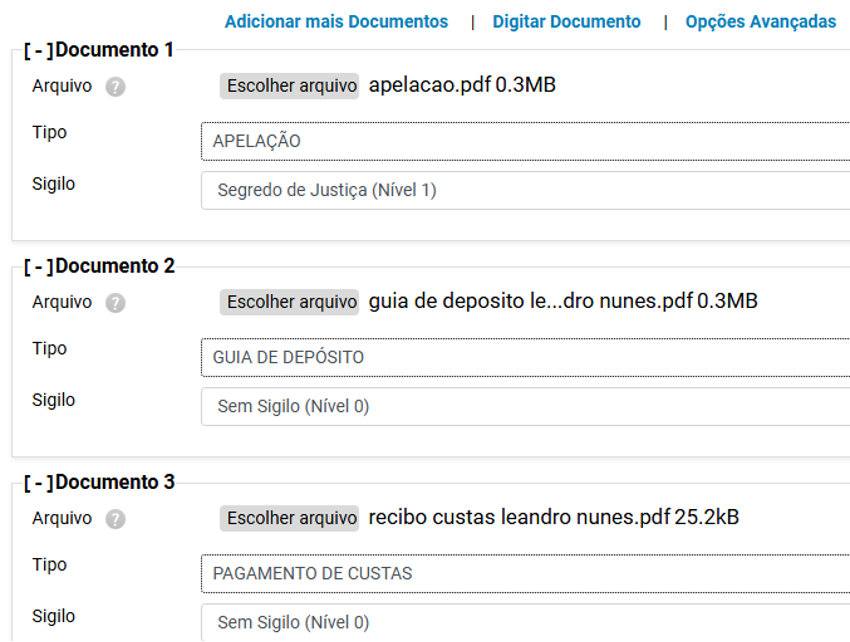 Adicionar mais Documentos | Digitar Documento | Opções Avançadas
[ - ]Documento 1
Arquivo ? Escolher arquivo apelacao.pdf 0.3MB
Tipo APELAÇÃO
Sigilo Segredo de Justiça (Nível 1)
[ - ]Documento 2
Arquivo ? Escolher arquivo guia de deposito le...dro nunes.pdf 0.3MB
Tipo GUIA DE DEPÓSITO
Sigilo Sem Sigilo (Nível 0)
[ - ]Documento 3
Arquivo ? Escolher arquivo recibo custas leandro nunes.pdf 25.2kB
Tipo PAGAMENTO DE CUSTAS
Sigilo Sem Sigilo (Nível 0)